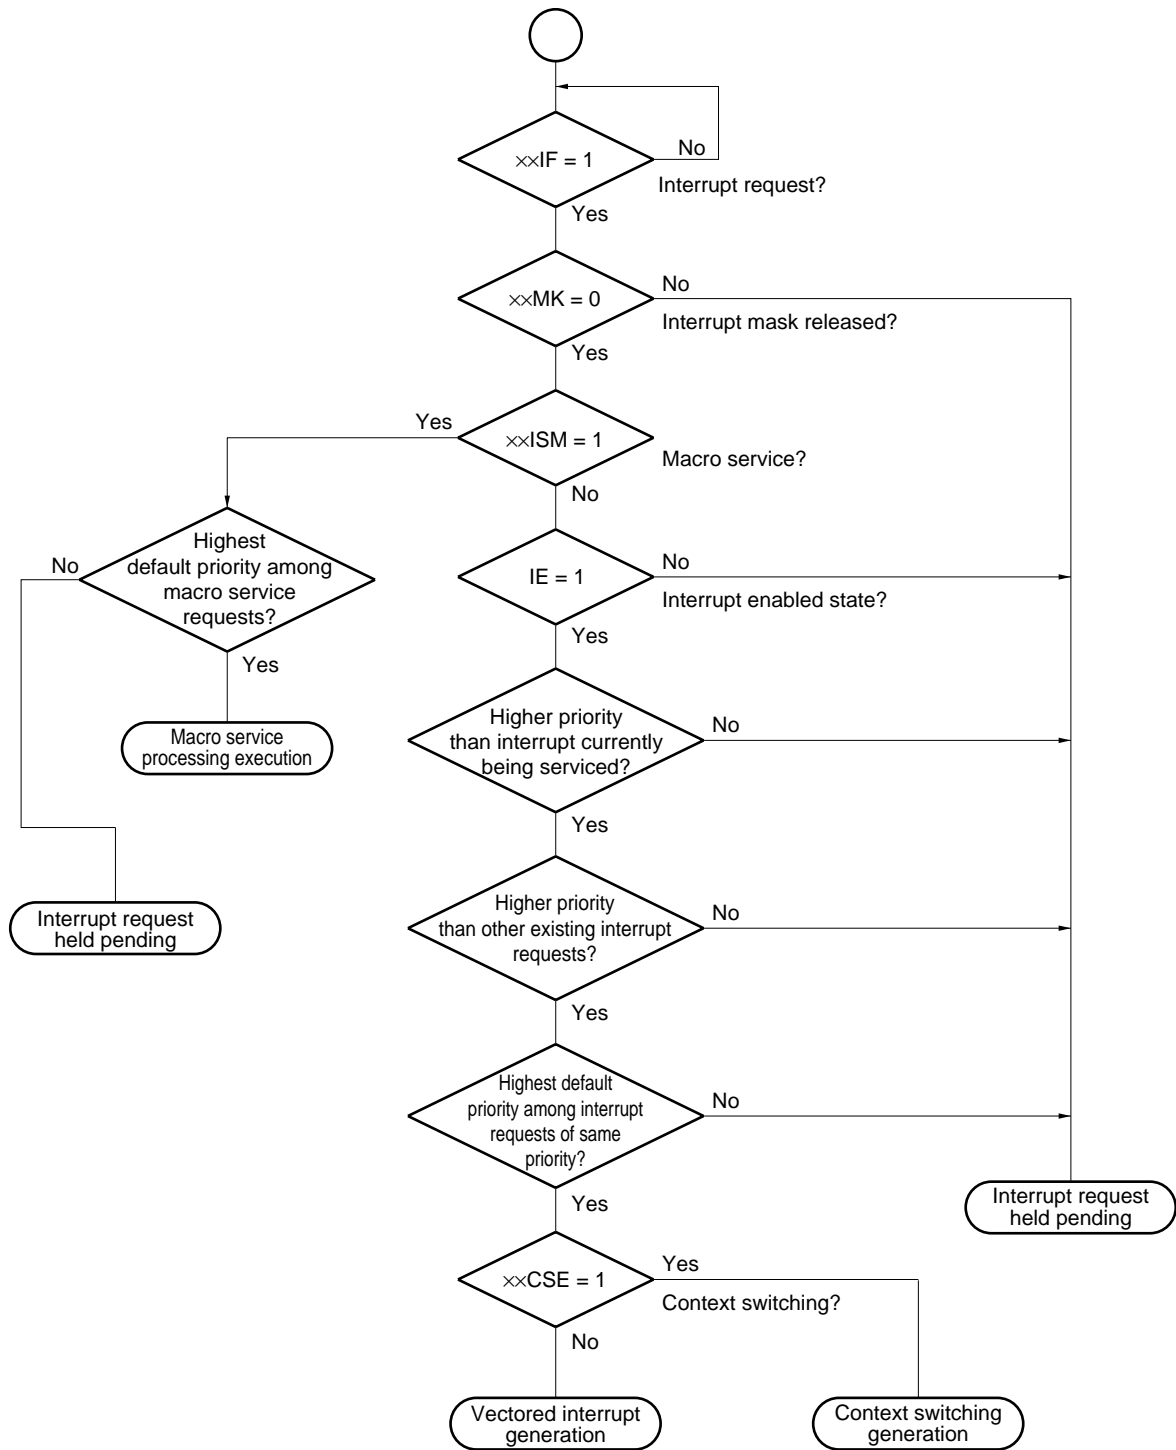 ××IF = 1
No
Interrupt request?
Yes
××MK = 0
No
Interrupt mask released?
Yes
Yes
××ISM = 1
Macro service?
No
Highest
default priority among
macro service
requests?
No
Yes
IE = 1
No
Interrupt enabled state?
Yes
Macro service
processing execution
Higher priority
than interrupt currently
being serviced?
No
Yes
Interrupt request
held pending
Higher priority
than other existing interrupt
requests?
No
Yes
Highest default
priority among interrupt
requests of same
priority?
No
Yes
Interrupt request
held pending
××CSE = 1
Yes
Context switching?
No
Vectored interrupt
generation
Context switching
generation